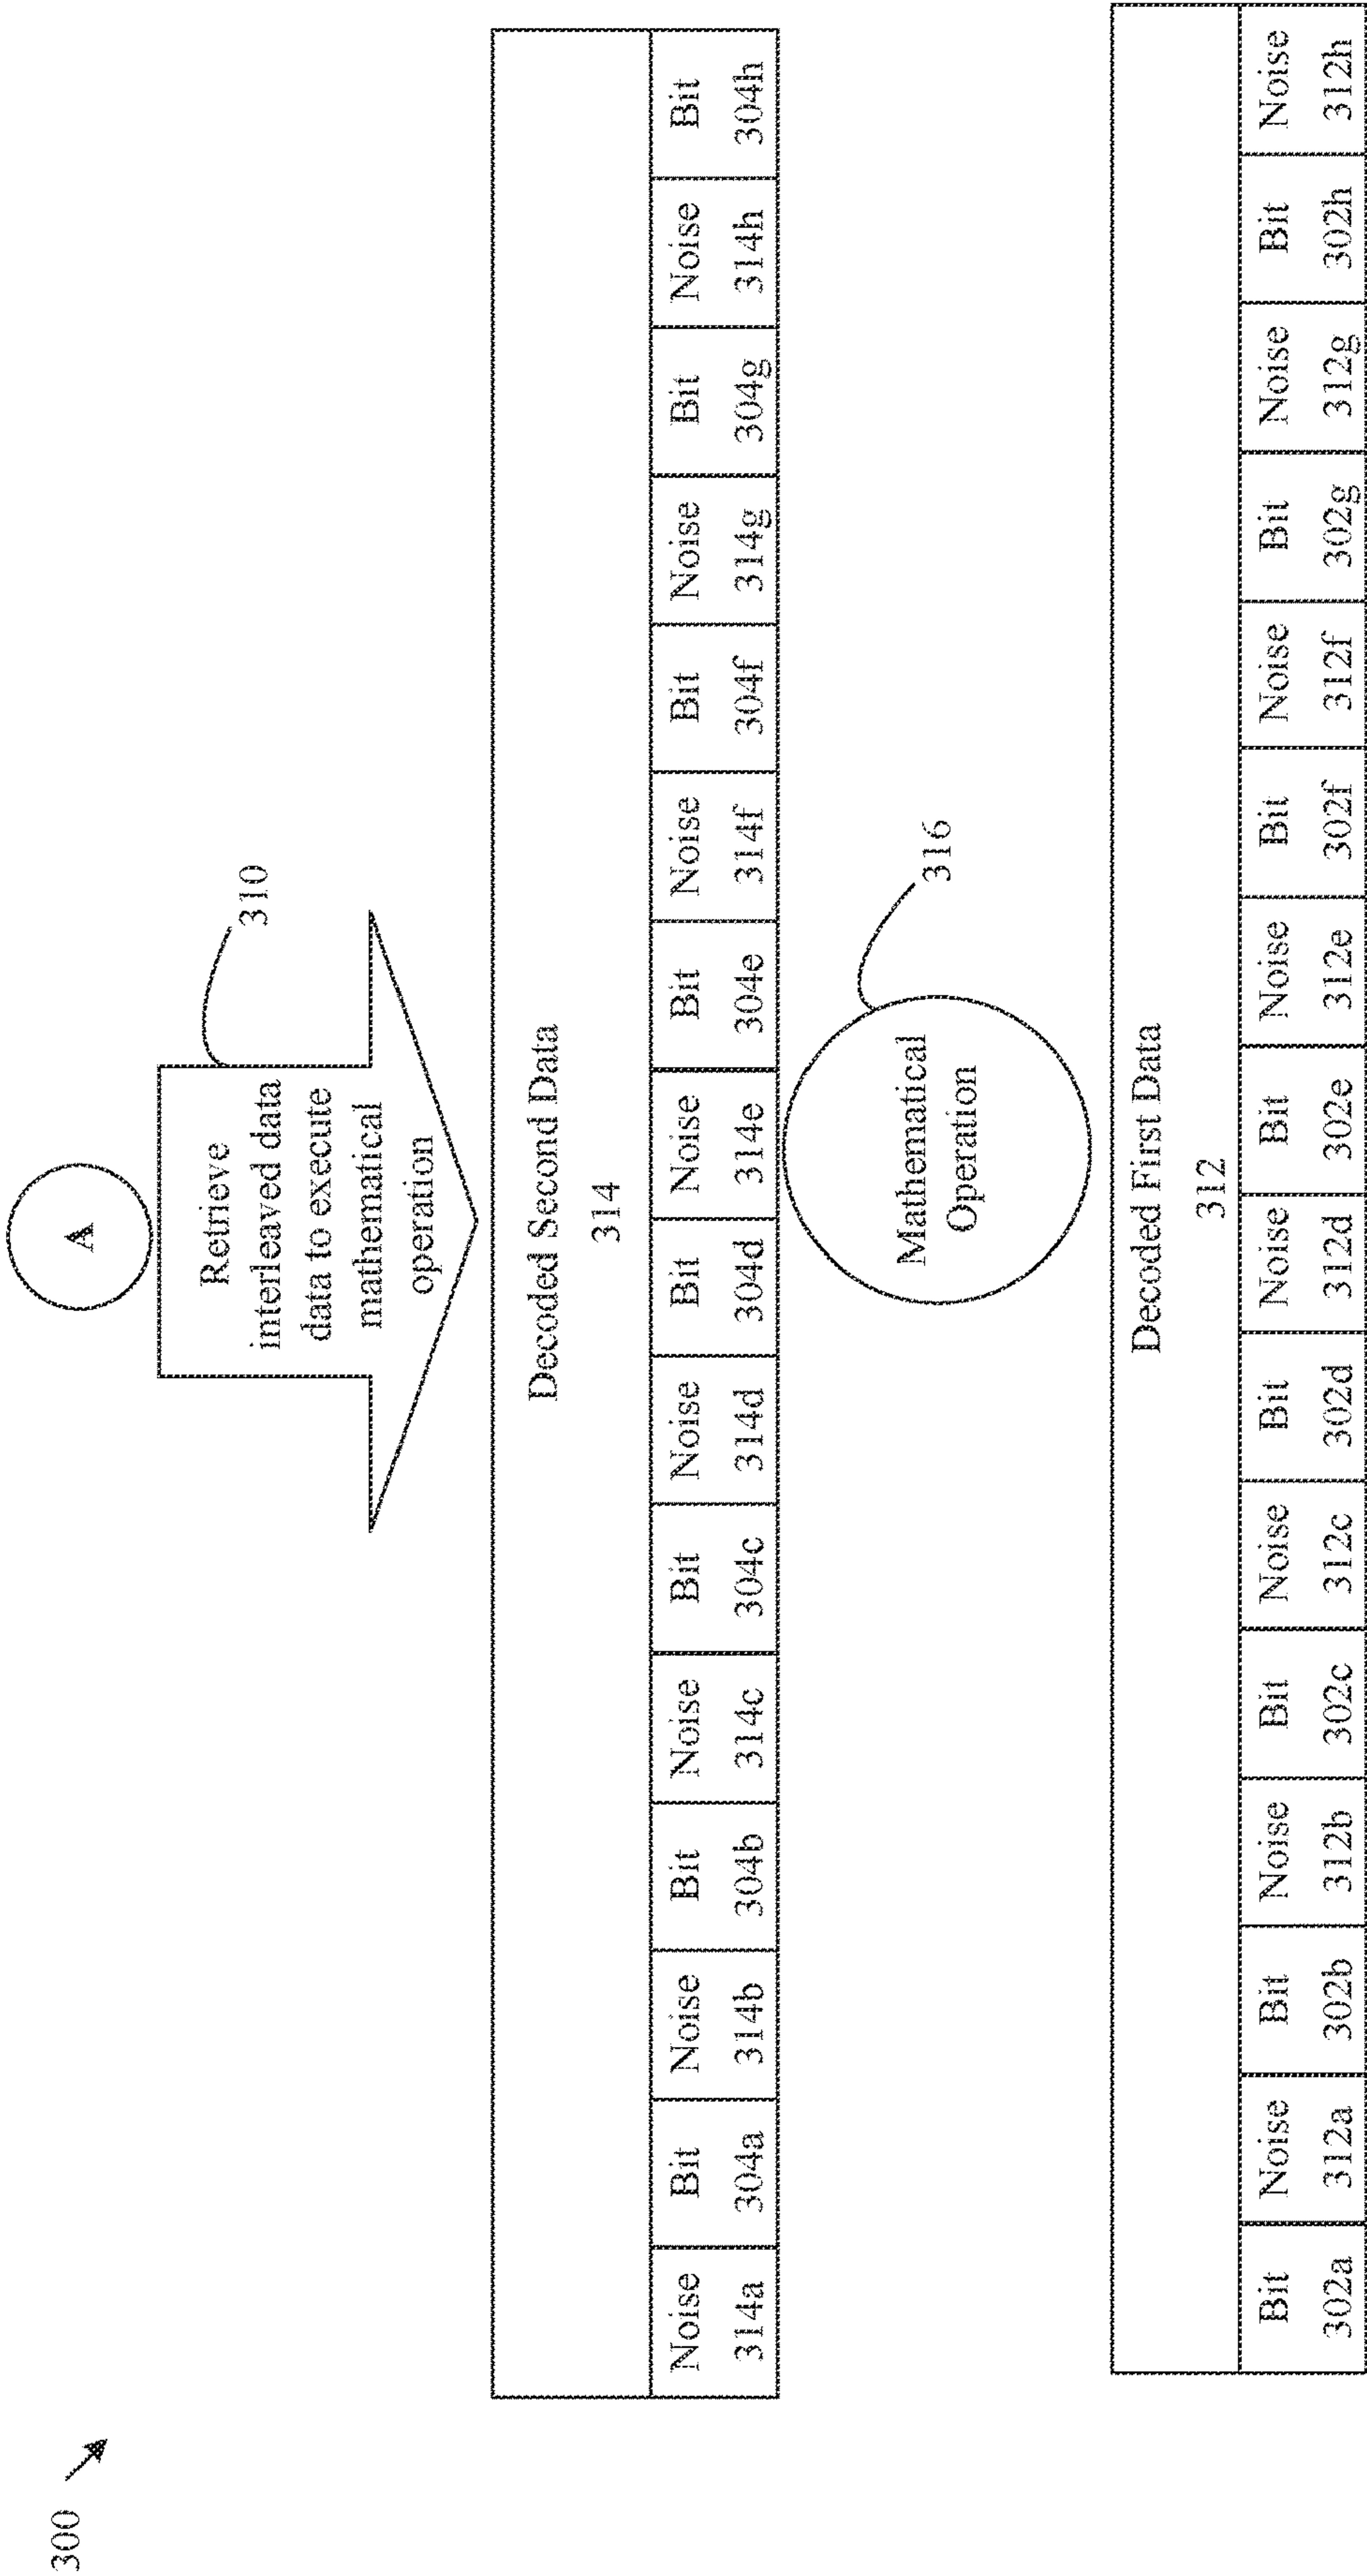 300
A
Retrieve
interleaved data
data to execute
mathematical
operation
310
Decoded Second Data
314
Noise Bit Noise Bit Noise Bit Noise Bit Noise Bit Noise Bit Noise Bit Noise Bit
314a 304a 314b 304b 314c 304c 314d 304d 314e 304e 314f 304f 314g 304g 314h 304h
Mathematical
Operation
316
Decoded First Data
312
Bit Noise Bit Noise Bit Noise Bit Noise Bit Noise Bit Noise Bit Noise Bit Noise
302a 312a 302b 312b 302c 312c 302d 312d 302e 312e 302f 312f 302g 312g 302h 312h